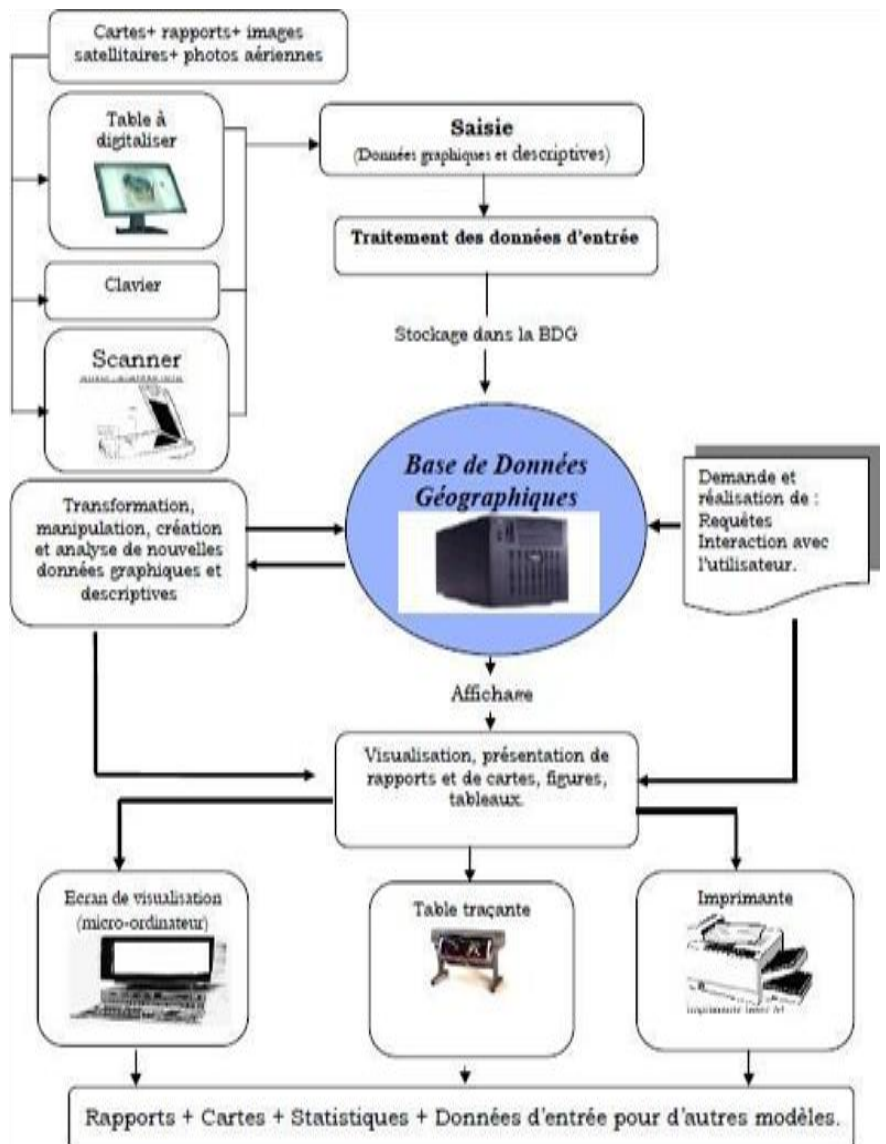 Cartes+ rapports+ images
satellitaires+ photos aériennes
Table à
digitaliser
Saisie
(Données graphiques et descriptives)
Traitement des données d'entrée
Clavier
Stockage dans la BDG
Scanner
Base de Données
Géographiques
Demande et
réalisation de :
Requêtes
Interaction avec
l'utilisateur.
Transformation,
manipulation, création
et analyse de nouvelles
données graphiques et
descriptives
Affichage
Visualisation, présentation de
rapports et de cartes, figures,
tableaux.
Ecran de visualisation
(micro-ordinateur)
Table traçante
Imprimante
Rapports + Cartes + Statistiques + Données d'entrée pour d'autres modèles.